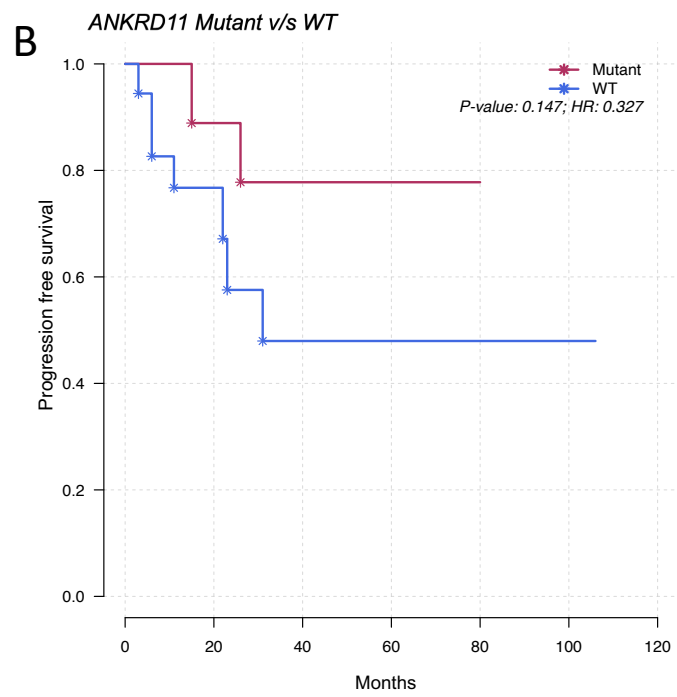 B
ANKRD11 Mutant v/s WT
Mutant
WT
P-value: 0.147; HR: 0.327
Progression free survival
1.0
0.8
0.6
0.4
0.2
0.0
0 20 40 60 80 100 120
Months